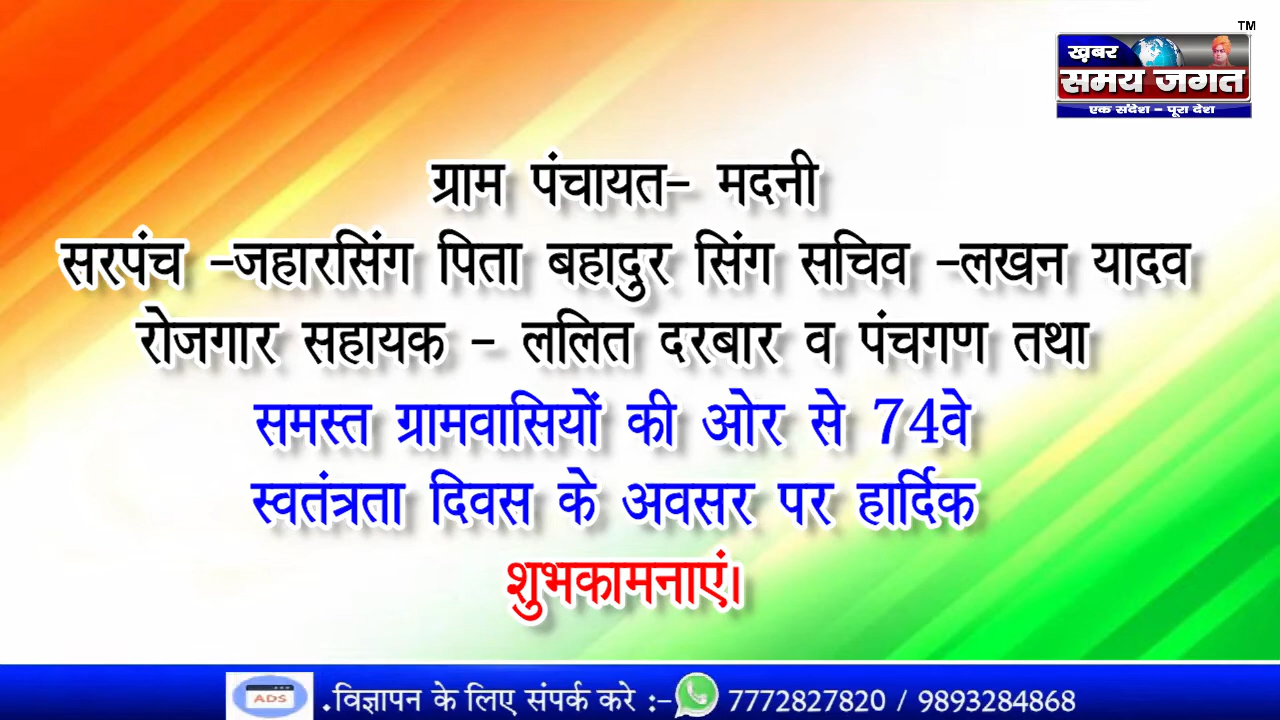 TM
ख़बर
समय जगत
एक संदेश - पूरा देश
ग्राम पंचायत- मदनी
सरपंच -जहारसिंग पिता बहादुर सिंग सचिव -लखन यादव
रोजगार सहायक - ललित दरबार व पंचगण तथा
समस्त ग्रामवासियों की ओर से 74वे
स्वतंत्रता दिवस के अवसर पर हार्दिक
शुभकामनाएं।
ADS .विज्ञापन के लिए संपर्क करे :- 7772827820 / 9893284868